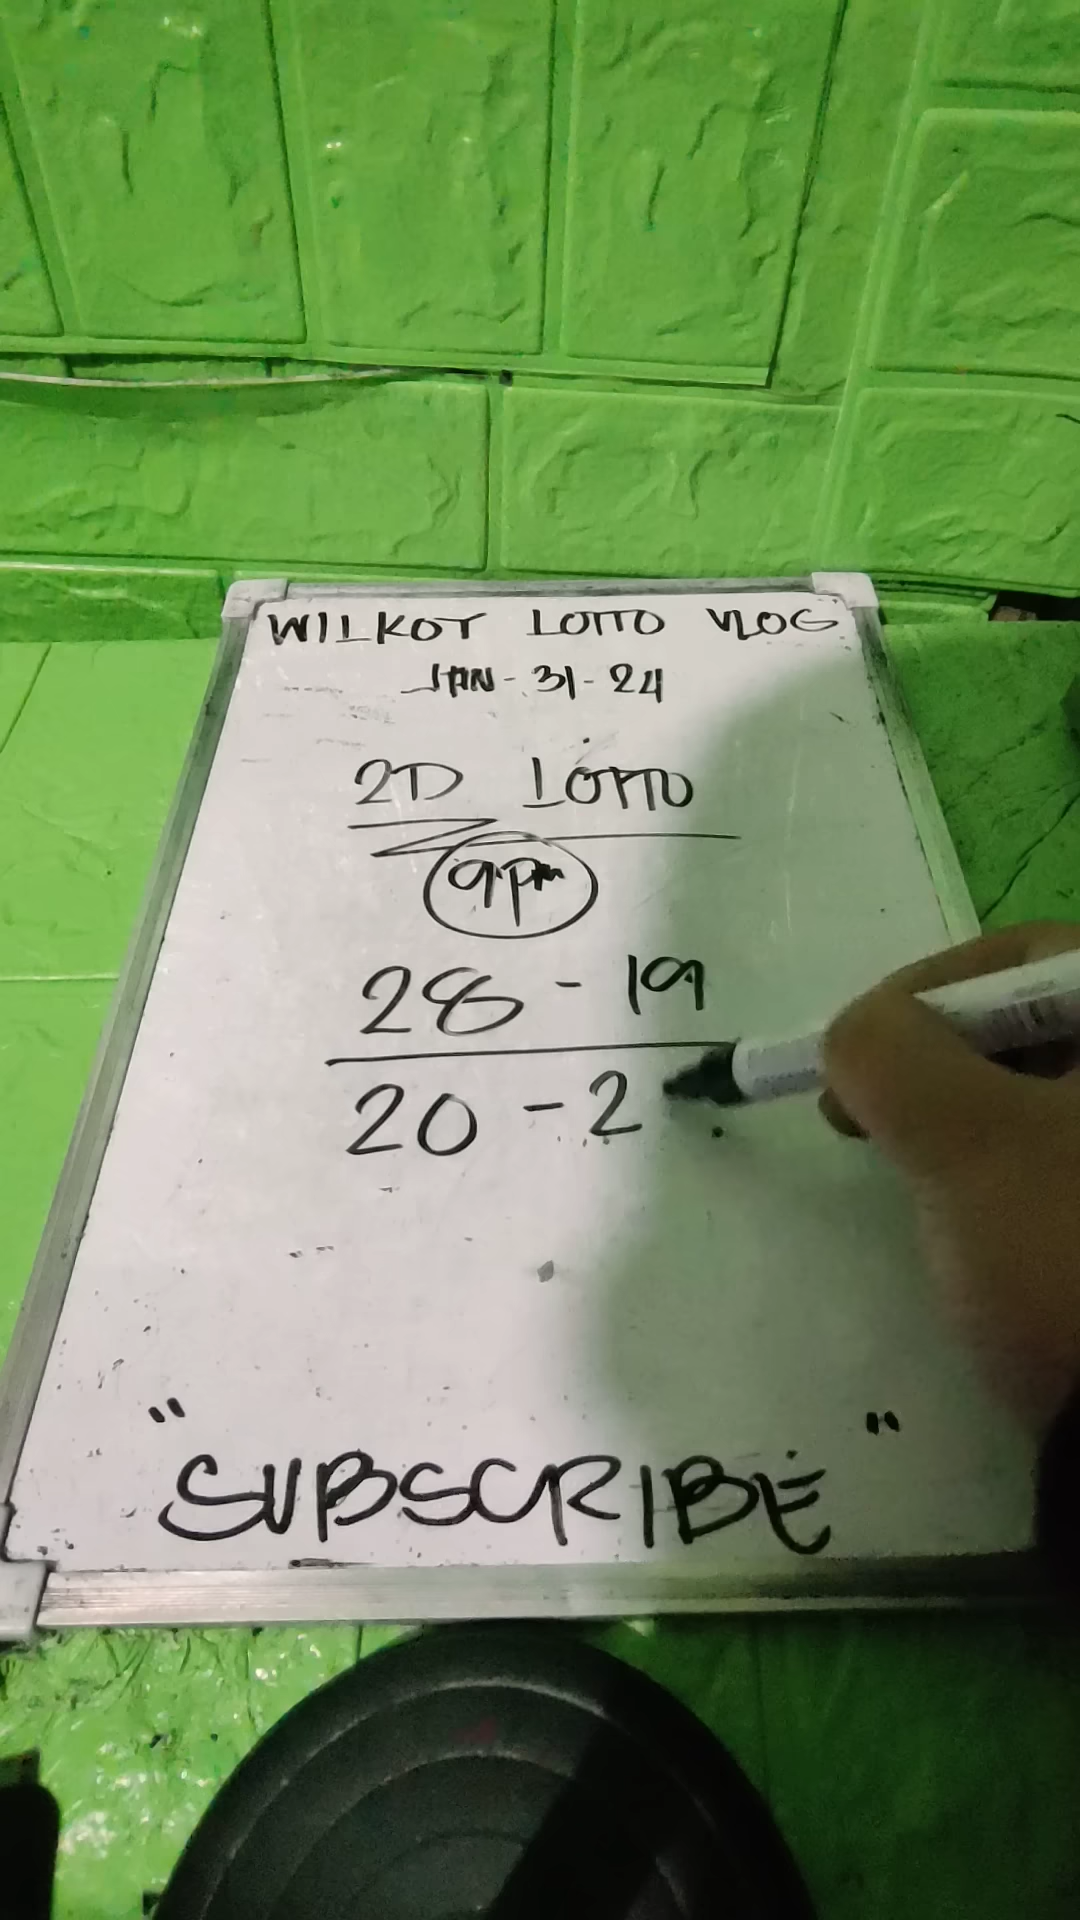 WILKOT LOTTO VLOG
JAN-31-24
2D LOTTO
9pm
28-19
20-2
"SUBSCRIBE"